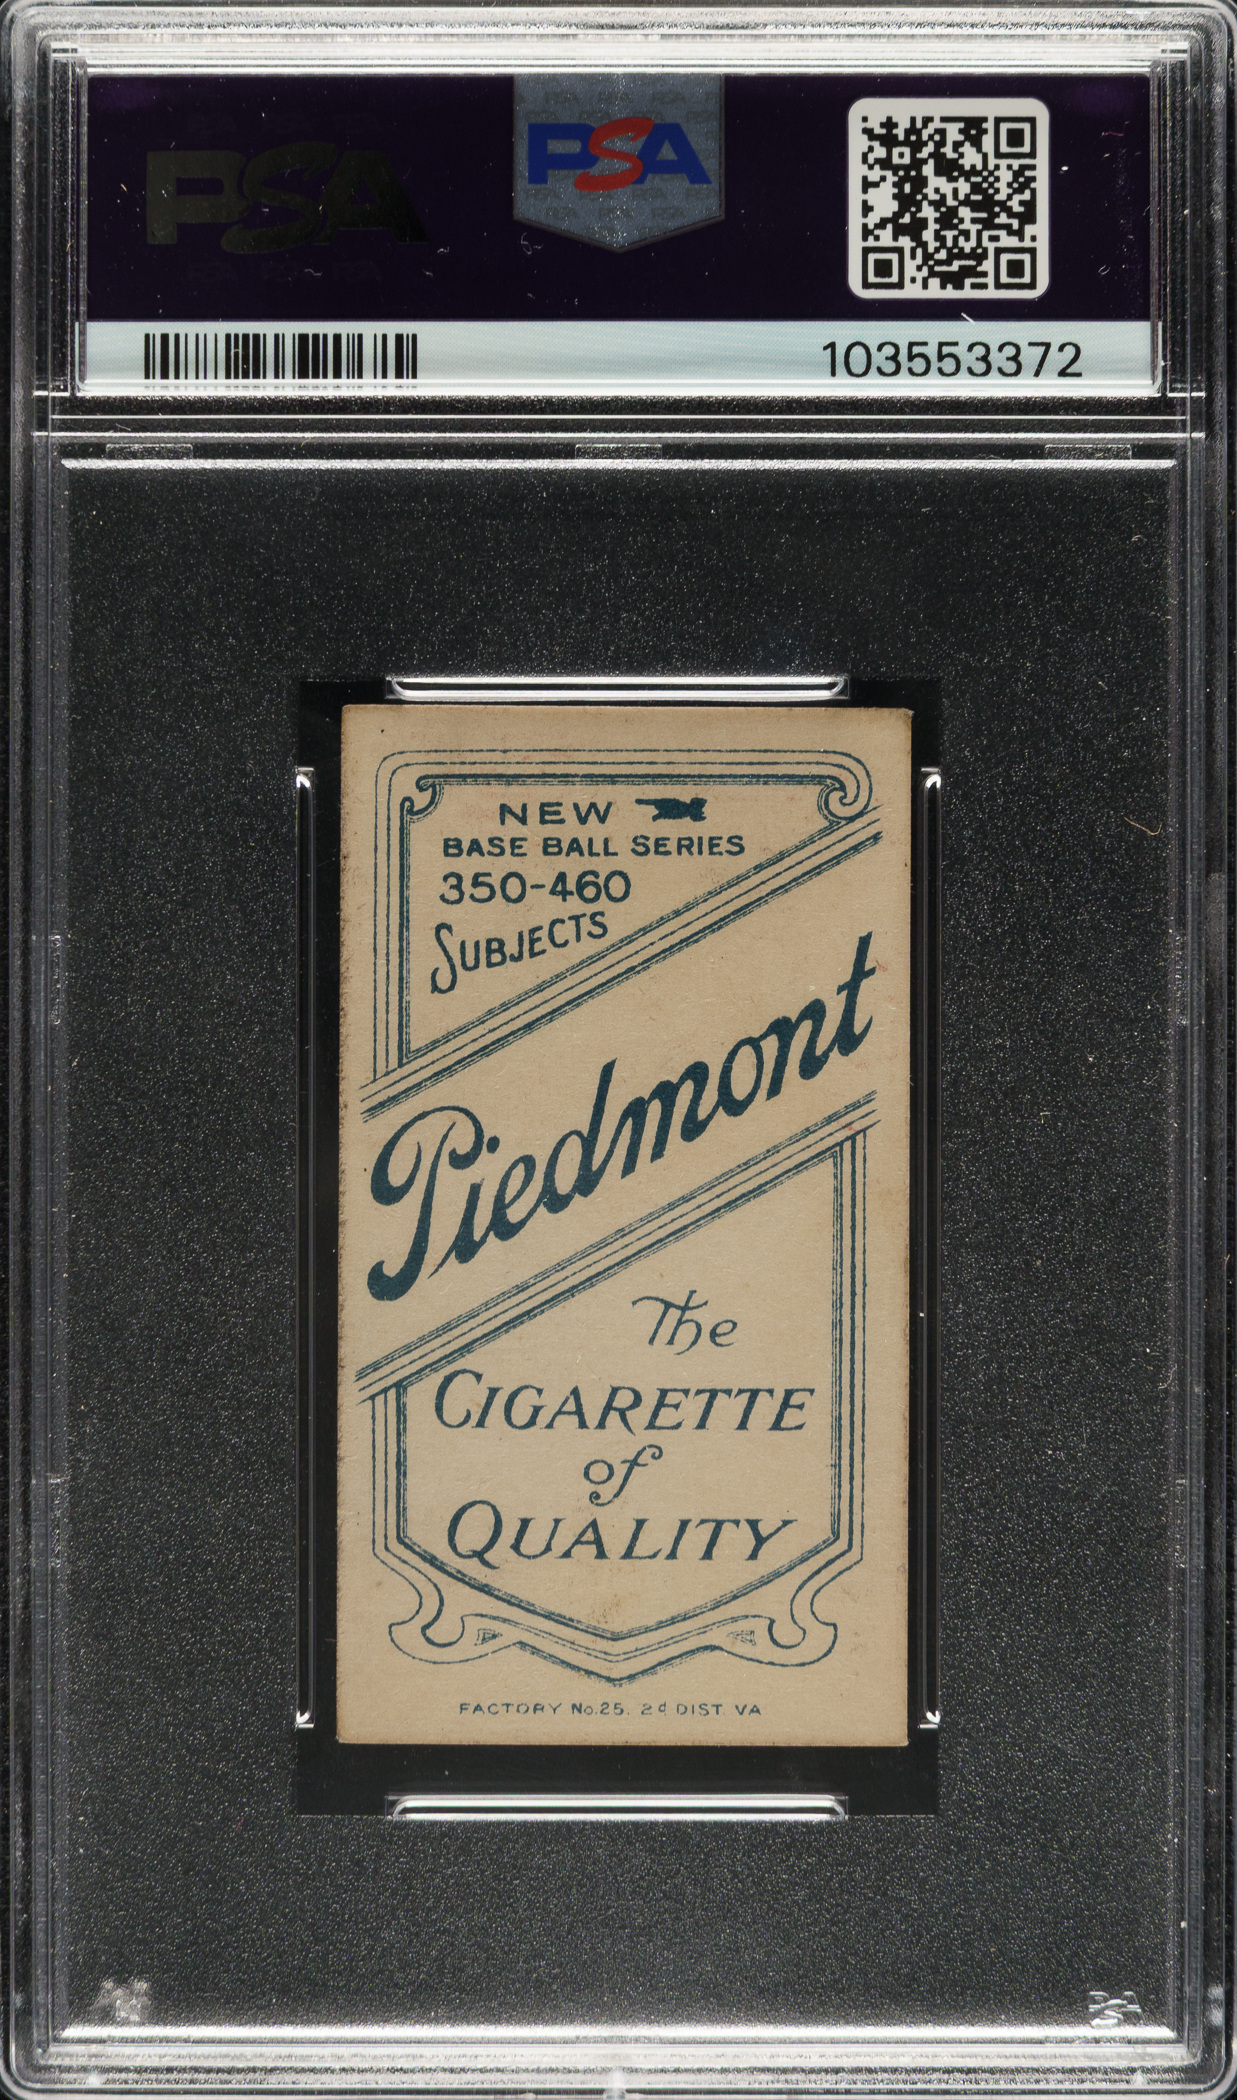 PSA
PSA
103553372
NEW
BASE BALL SERIES
350-460
SUBJECTS
Piedmont
The
CIGARETTE
of
QUALITY
FACTORY No.25. 2d DIST. VA
PSA